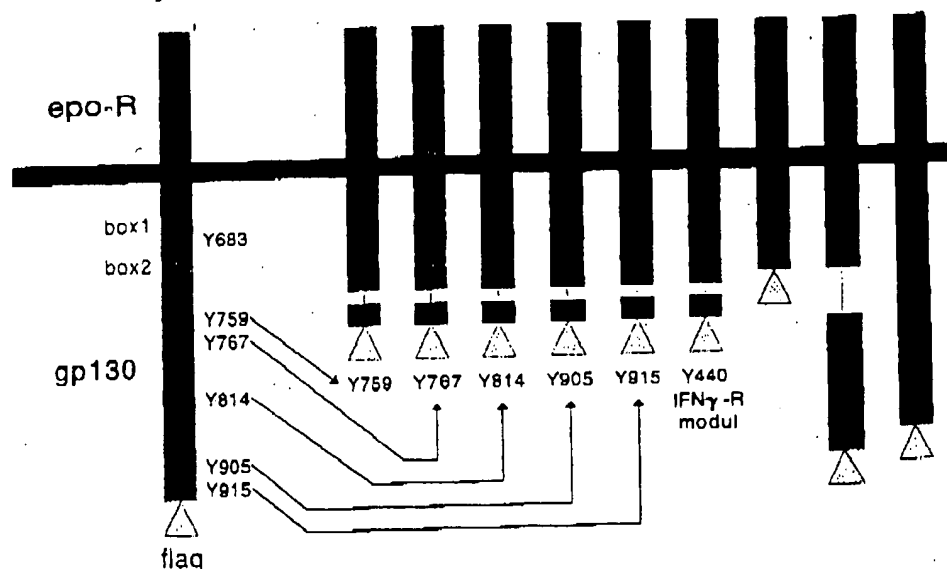 epo-R
box1
Y683
box2
Y759
Y767
gp130
Y814
Y905
Y915
flag
Y759 Y767 Y814 Y905 Y915 Y440
IFNγ-R
modul